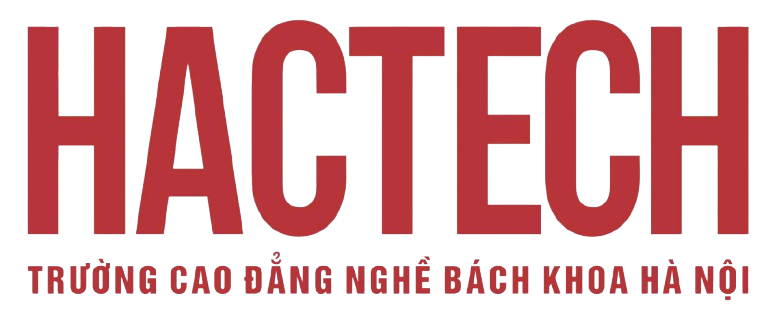 HACTECH
TRƯỜNG CAO ĐẲNG NGHỀ BÁCH KHOA HÀ NỘI